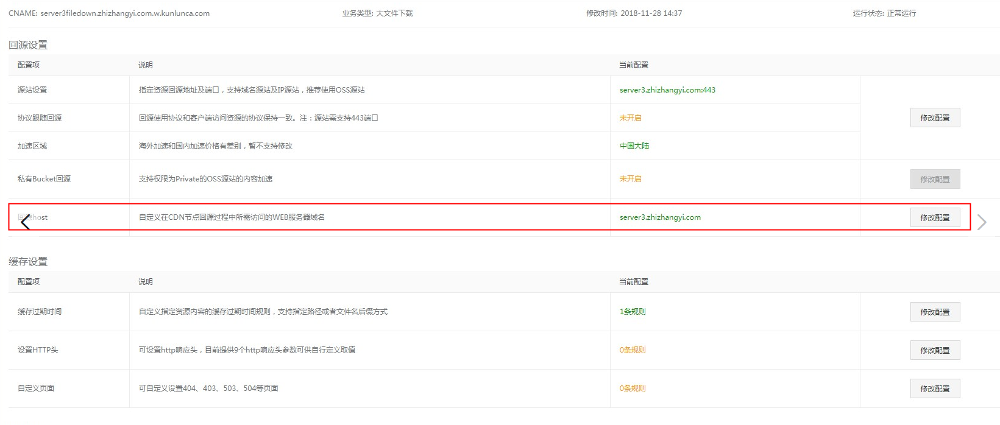 CNAME: server3filedown.zhizhangyi.com.w.kunlunca.com 业务类型: 大文件下载 修改时间: 2018-11-28 14:37 运行状态: 正常运行
回源设置
配置项 说明 当前配置
源站设置 指定资源回源地址及端口，支持域名源站及IP源站，推荐使用OSS源站 server3.zhizhangyi.com:443
协议跟随回源 回源使用协议和客户端访问资源的协议保持一致。注：源站需支持443端口 未开启 修改配置
加速区域 海外加速和国内加速价格有差别，暂不支持修改 中国大陆
私有Bucket回源 支持权限为Private的OSS源站的内容加速 未开启 修改配置
回源host 自定义在CDN节点回源过程中所需访问的WEB服务器域名 server3.zhizhangyi.com 修改配置
缓存设置
配置项 说明 当前配置
缓存过期时间 自定义指定资源内容的缓存过期时间规则，支持指定路径或者文件名后缀方式 1条规则 修改配置
设置HTTP头 可设置http响应头，目前提供9个http响应头参数可供自行定义取值 0条规则 修改配置
自定义页面 可自定义设置404、403、503、504等页面 0条规则 修改配置